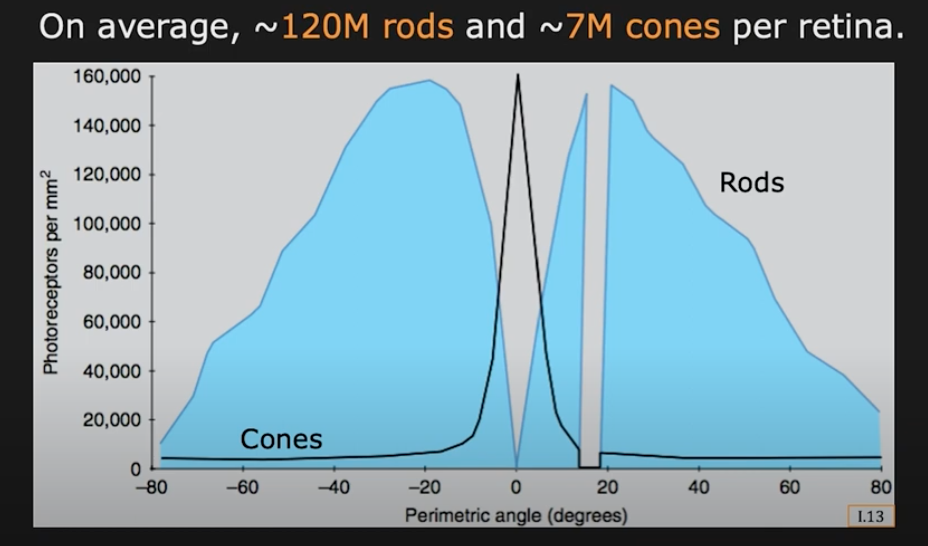 On average, ~120M rods and ~7M cones per retina.
160,000
140,000
120,000
100,000
80,000
60,000
40,000
20,000
0
Photoreceptors per mm²
Rods
Cones
–80 –60 –40 –20 0 20 40 60 80
Perimetric angle (degrees)
I.13